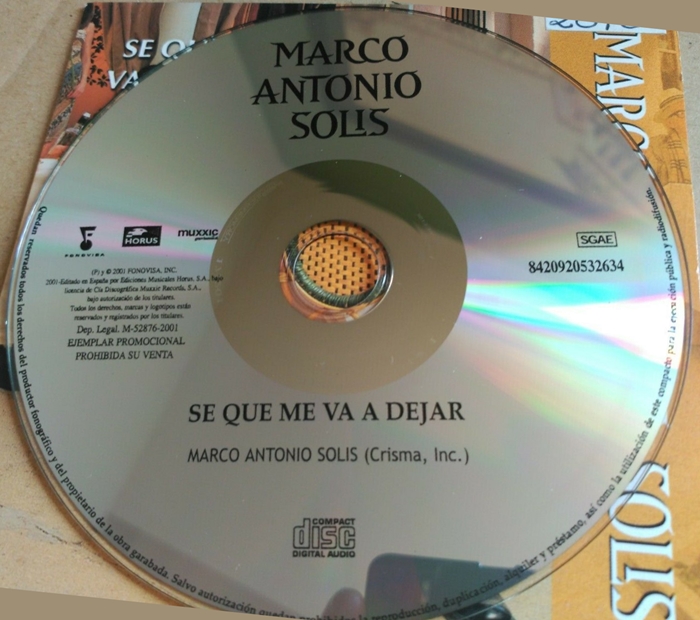 SE QU
VA
MARCO
ANTONIO
SOLIS
MARC
SOLIS
FONOVISA
HORUS
muxxic
(P) y © 2001 FONOVISA, INC.
2001-Editado en España por Ediciones Musicales Horus, S.A., bajo
licencia de Cía Discográfica Muxxic Records, S.A.,
bajo autorización de los titulares.
Todos los derechos, marcas y logotipos están
reservados y registrados por los titulares.
Dep. Legal. M-52876-2001
EJEMPLAR PROMOCIONAL
PROHIBIDA SU VENTA
SGAE
8420920532634
SE QUE ME VA A DEJAR
MARCO ANTONIO SOLIS (Crisma, Inc.)
COMPACT
disc
DIGITAL AUDIO
Quedan reservados todos los derechos del productor fonográfico y del propietario de la obra garabada. Salvo autorización quedan prohibidos la reproducción, duplicación, alquiler y préstamo, así como la utilización de este compacto para la ejecución pública y radiodifusión.